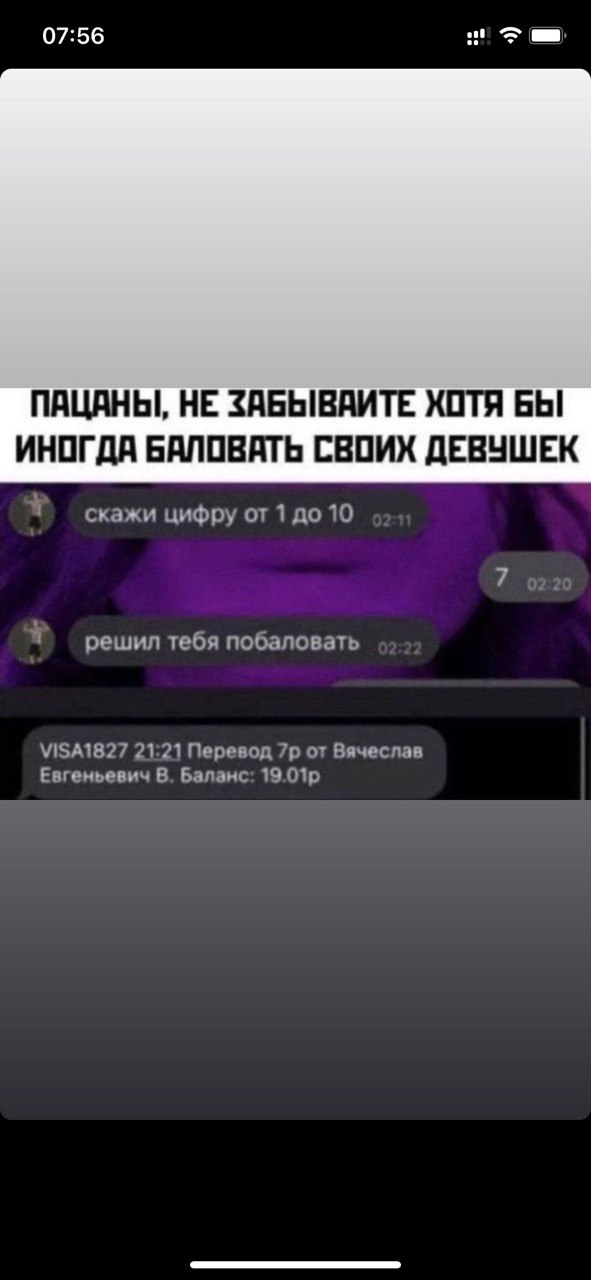 07:56
ПАЦАНЫ, НЕ ЗАБЫВАЙТЕ ХОТЯ БЫ
ИНОГДА БАЛОВАТЬ СВОИХ ДЕВУШЕК
скажи цифру от 1 до 10 02:11
7 02:20
решил тебя побаловать 02:22
VISA1827 21:21 Перевод 7р от Вячеслав
Евгеньевич В. Баланс: 19.01р